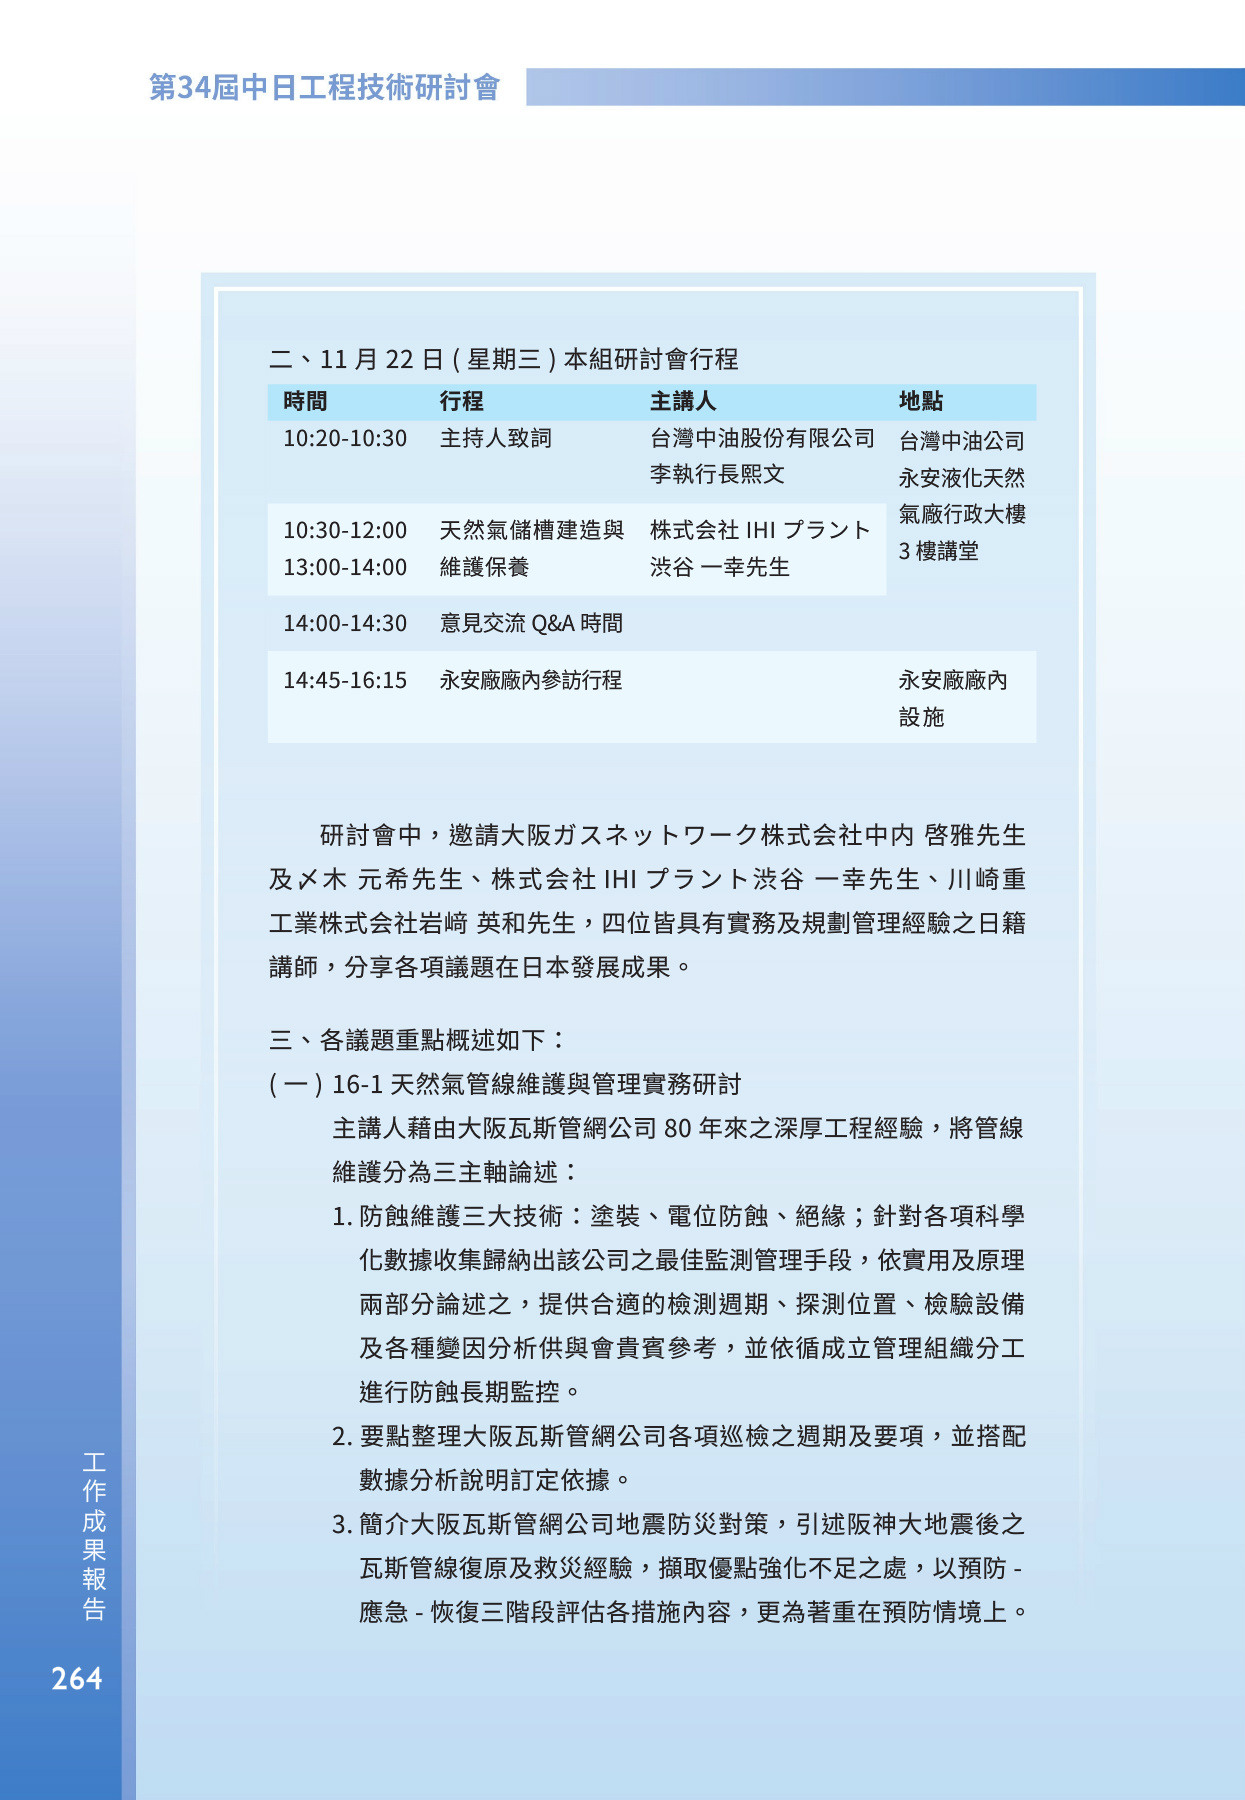 第34屆中日工程技術研討會
二、11 月 22 日 ( 星期三 ) 本組研討會行程
時間 行程 主講人 地點
10:20-10:30 主持人致詞 台灣中油股份有限公司 台灣中油公司
李執行長熙文 永安液化天然
氣廠行政大樓
10:30-12:00 天然氣儲槽建造與 株式会社 IHI プラント
3 樓講堂
13:00-14:00 維護保養 渋谷 一幸先生
14:00-14:30 意見交流 Q&A 時間
14:45-16:15 永安廠廠內參訪行程 永安廠廠內
設施
研討會中，邀請大阪ガスネットワーク株式会社中内 啓雅先生
及〆木 元希先生、株式会社 IHI プラント渋谷 一幸先生、川崎重
工業株式会社岩﨑 英和先生，四位皆具有實務及規劃管理經驗之日籍
講師，分享各項議題在日本發展成果。
三、各議題重點概述如下：
( 一 ) 16-1 天然氣管線維護與管理實務研討
主講人藉由大阪瓦斯管網公司 80 年來之深厚工程經驗，將管線
維護分為三主軸論述：
1. 防蝕維護三大技術：塗裝、電位防蝕、絕緣；針對各項科學
化數據收集歸納出該公司之最佳監測管理手段，依實用及原理
兩部分論述之，提供合適的檢測週期、探測位置、檢驗設備
及各種變因分析供與會貴賓參考，並依循成立管理組織分工
進行防蝕長期監控。
2. 要點整理大阪瓦斯管網公司各項巡檢之週期及要項，並搭配
數據分析說明訂定依據。
3. 簡介大阪瓦斯管網公司地震防災對策，引述阪神大地震後之
瓦斯管線復原及救災經驗，擷取優點強化不足之處，以預防 -
應急 - 恢復三階段評估各措施內容，更為著重在預防情境上。
工作成果報告
264